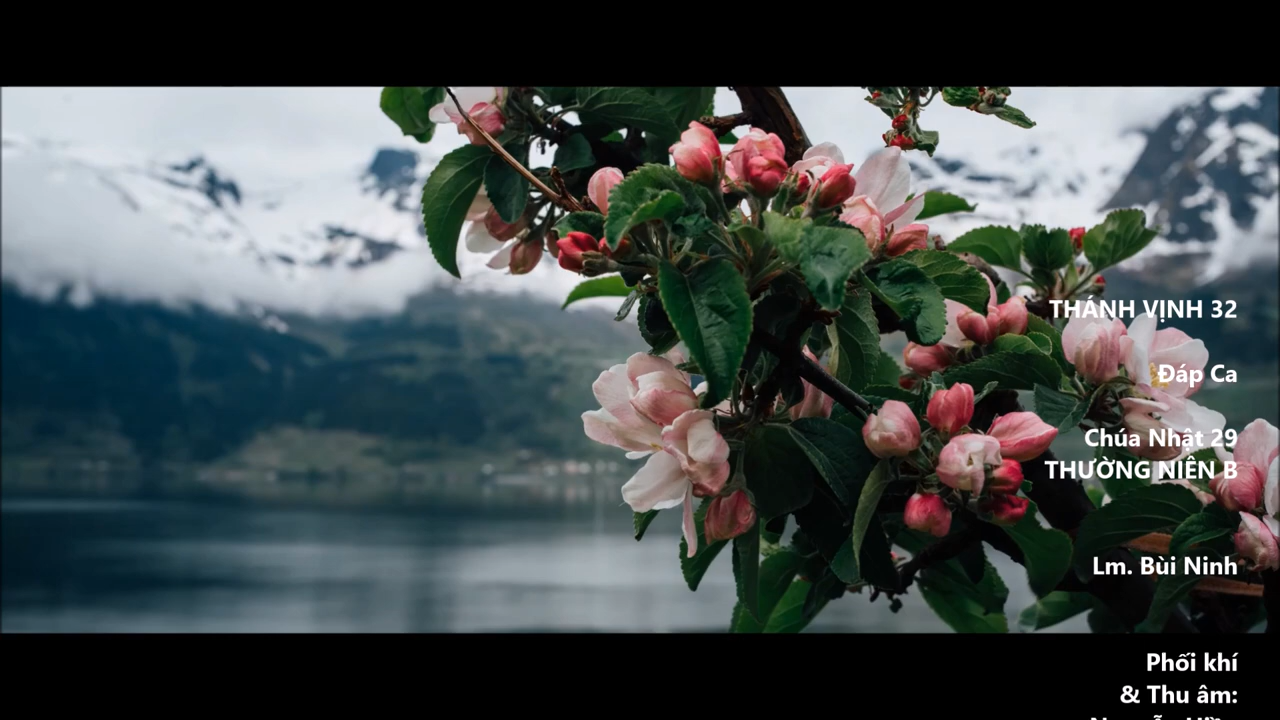 THÁNH VỊNH 32
Đáp Ca
Chúa Nhật 29
THƯỜNG NIÊN B
Lm. Bùi Ninh
Phối khí
& Thu âm: